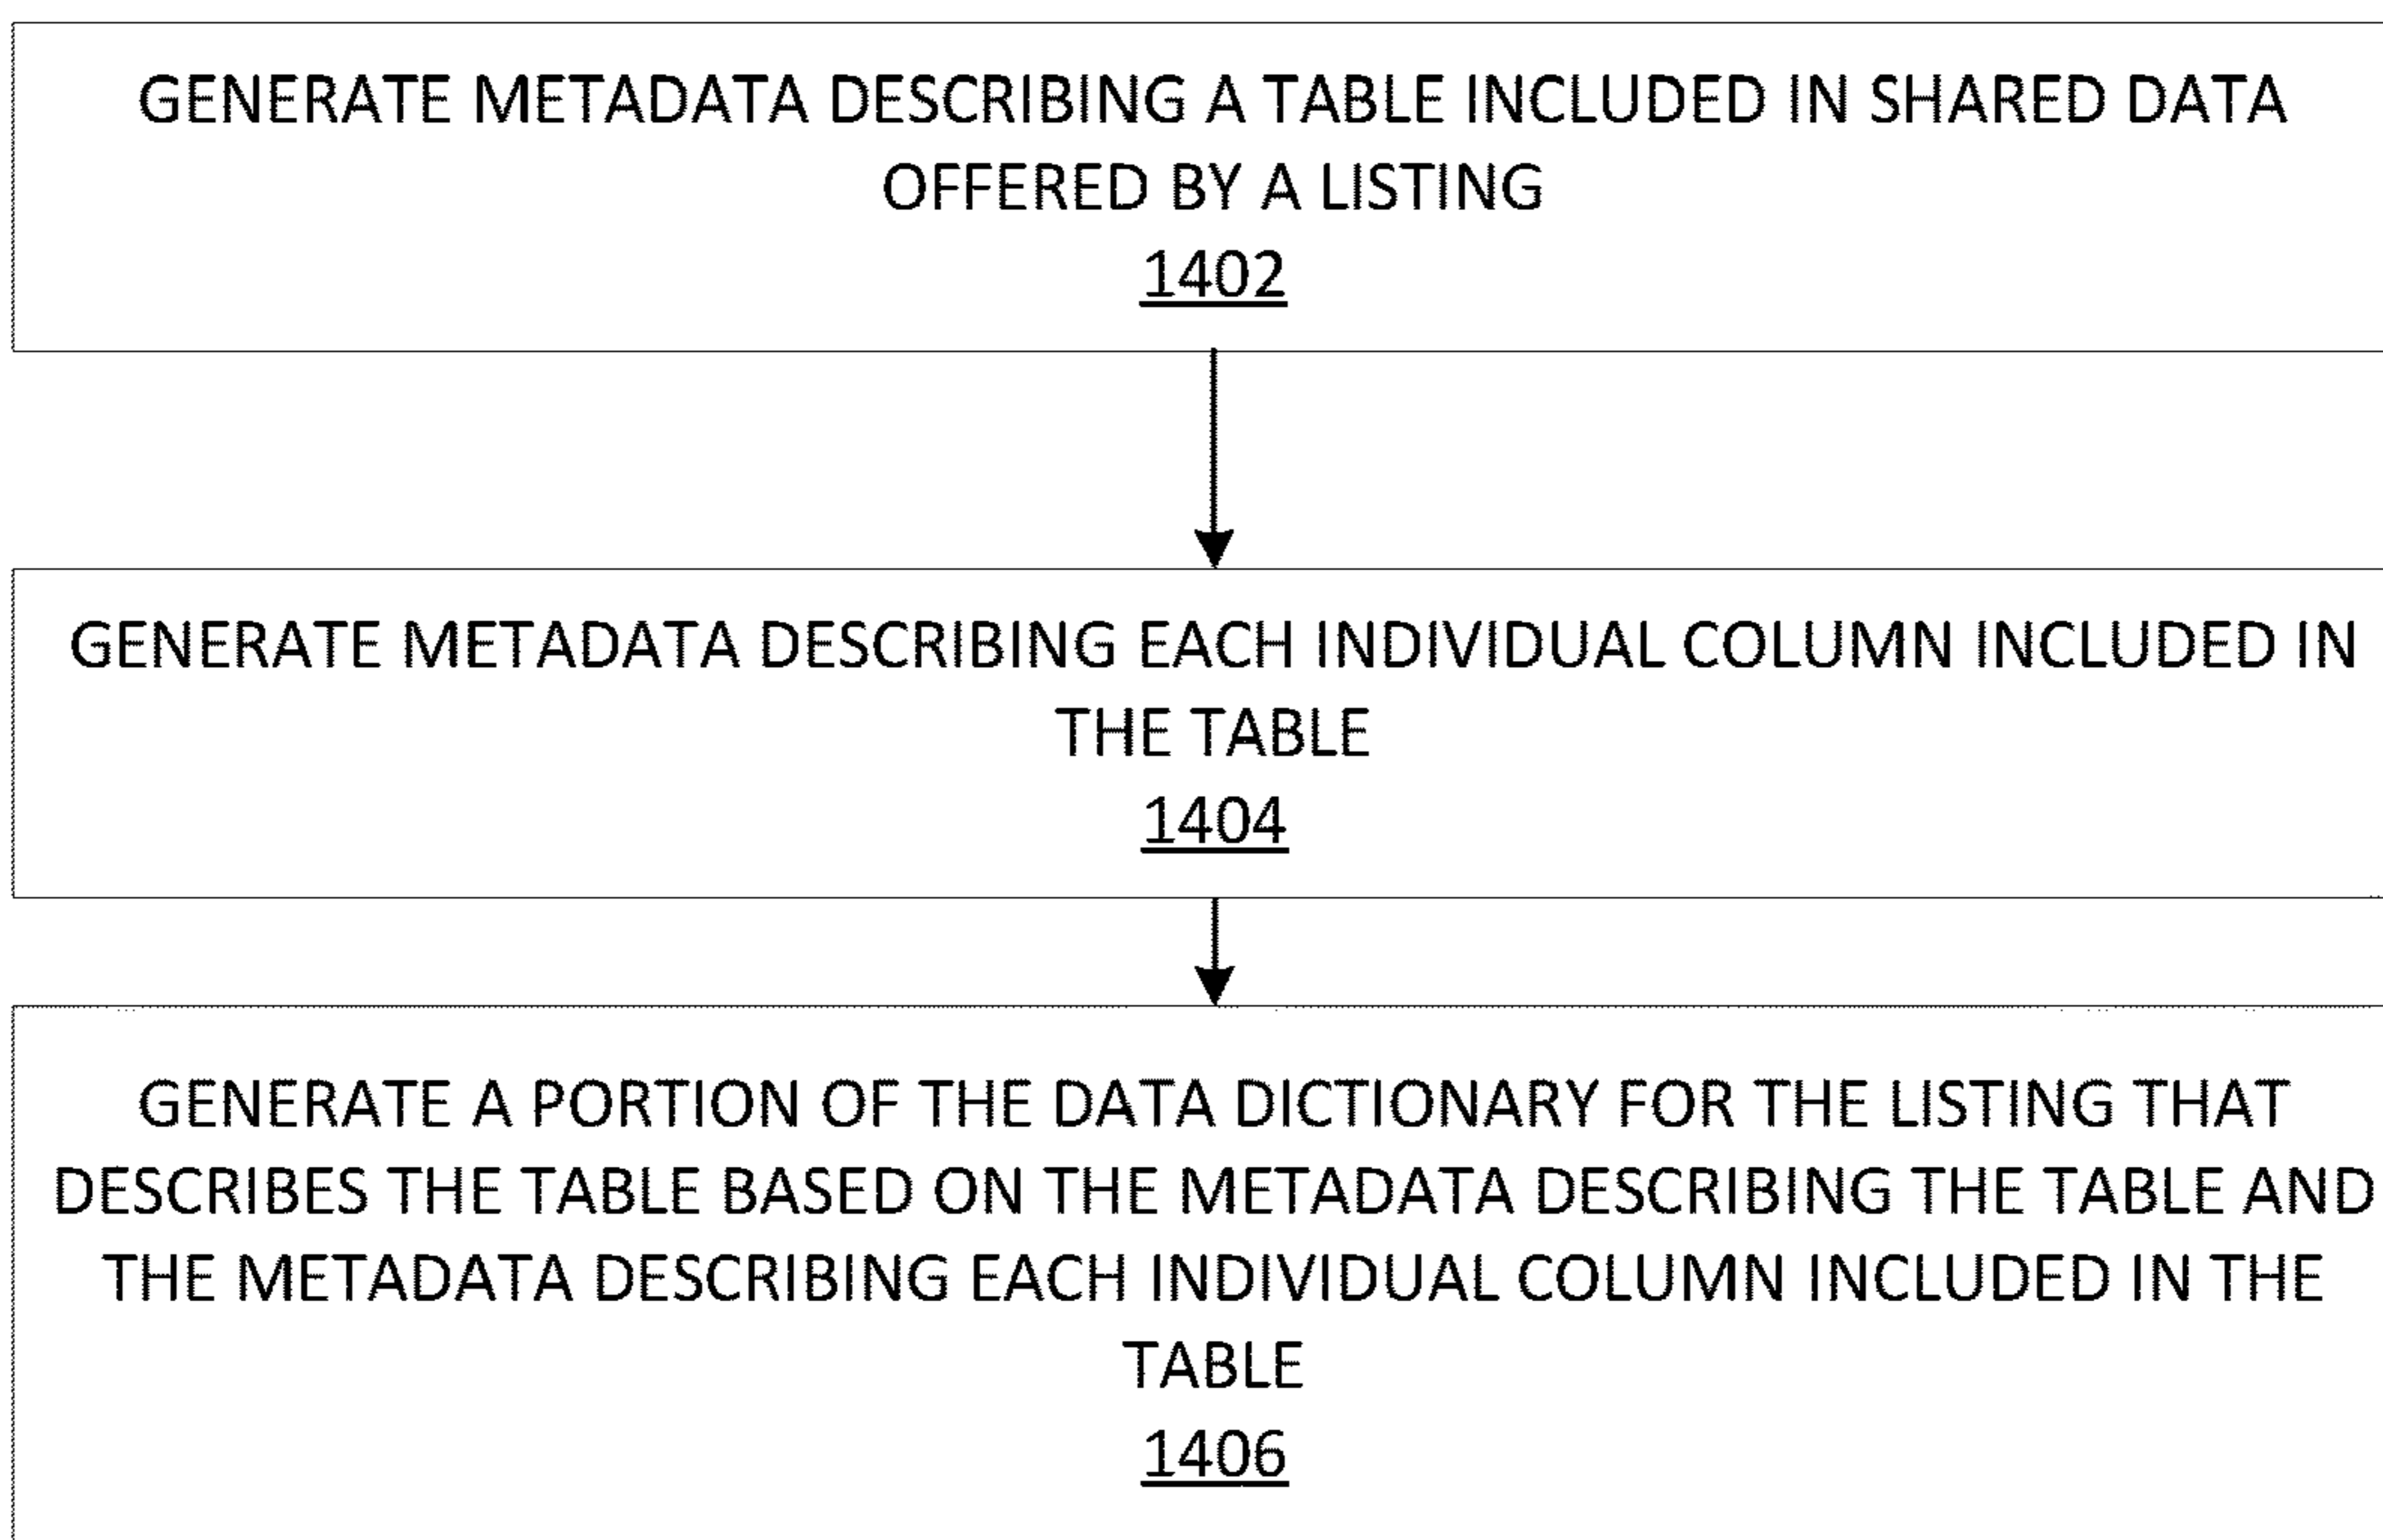 GENERATE METADATA DESCRIBING A TABLE INCLUDED IN SHARED DATA
OFFERED BY A LISTING
1402
GENERATE METADATA DESCRIBING EACH INDIVIDUAL COLUMN INCLUDED IN
THE TABLE
1404
GENERATE A PORTION OF THE DATA DICTIONARY FOR THE LISTING THAT
DESCRIBES THE TABLE BASED ON THE METADATA DESCRIBING THE TABLE AND
THE METADATA DESCRIBING EACH INDIVIDUAL COLUMN INCLUDED IN THE
TABLE
1406